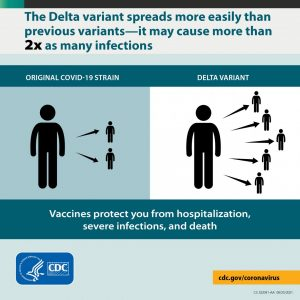 The Delta variant spreads more easily than
previous variants—it may cause more than
2x as many infections
ORIGINAL COVID-19 STRAIN
DELTA VARIANT
Vaccines protect you from hospitalization,
severe infections, and death
CDC
cdc.gov/coronavirus